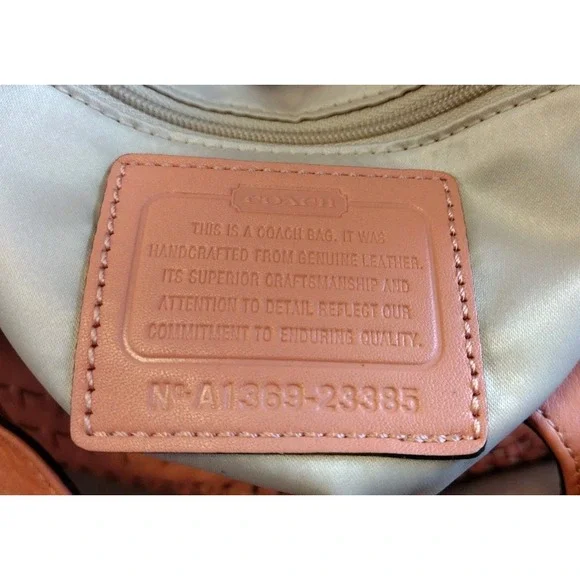 COACH
THIS IS A COACH BAG. IT WAS
HANDCRAFTED FROM GENUINE LEATHER.
ITS SUPERIOR CRAFTSMANSHIP AND
ATTENTION TO DETAIL REFLECT OUR
COMMITMENT TO ENDURING QUALITY.
Nº A1369-23385